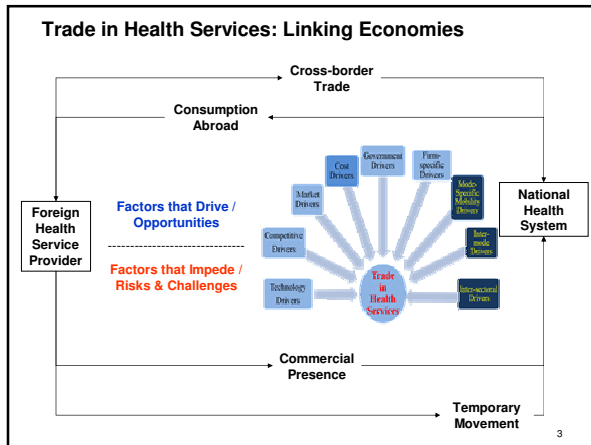 Trade in Health Services: Linking Economies
Cross-border
Trade
Consumption
Abroad
Government
Drivers
Firm-
specific
Drivers
Cost
Drivers
Market
Drivers
Mode-
Specific
Mobility
Drivers
Foreign
Health
Service
Provider
Factors that Drive /
Opportunities
Factors that Impede /
Risks & Challenges
Competitive
Drivers
Inter-
mode
Drivers
National
Health
System
Technology
Drivers
Trade
in
Health
Services
Inter-sectoral
Drivers
Commercial
Presence
Temporary
Movement
3